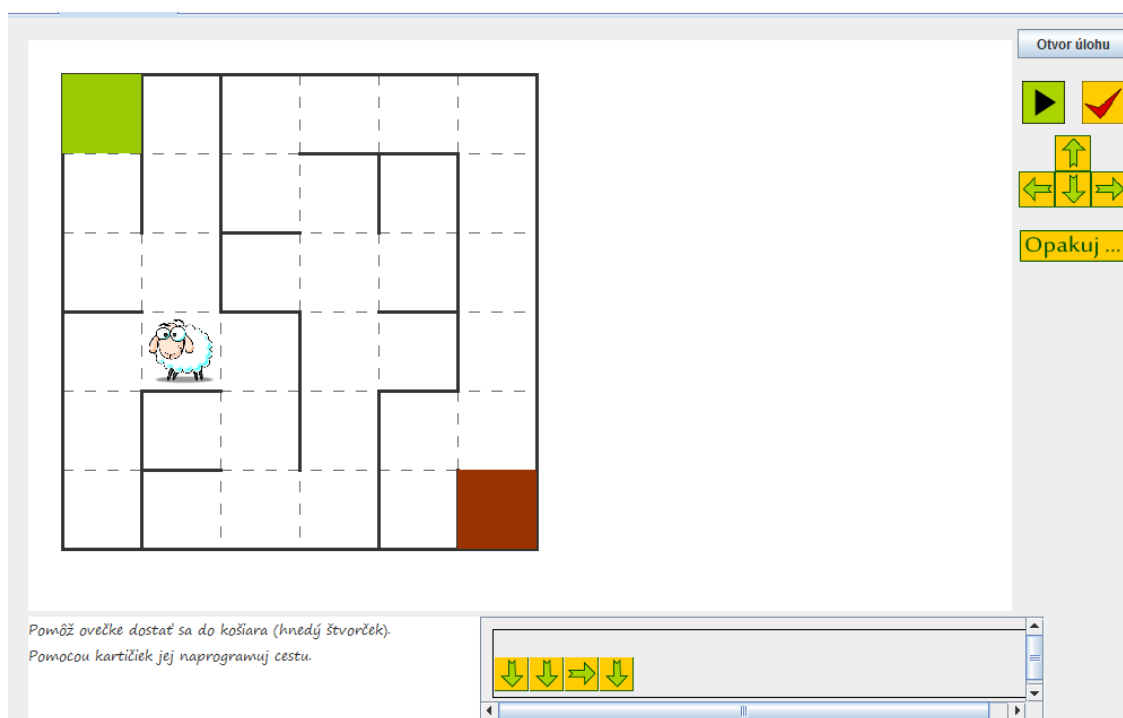 Otvor úlohu
Opakuj ...
Pomôž ovečke dostať sa do košiara (hnedý štvorček).
Pomocou kartičiek jej naprogramuj cestu.